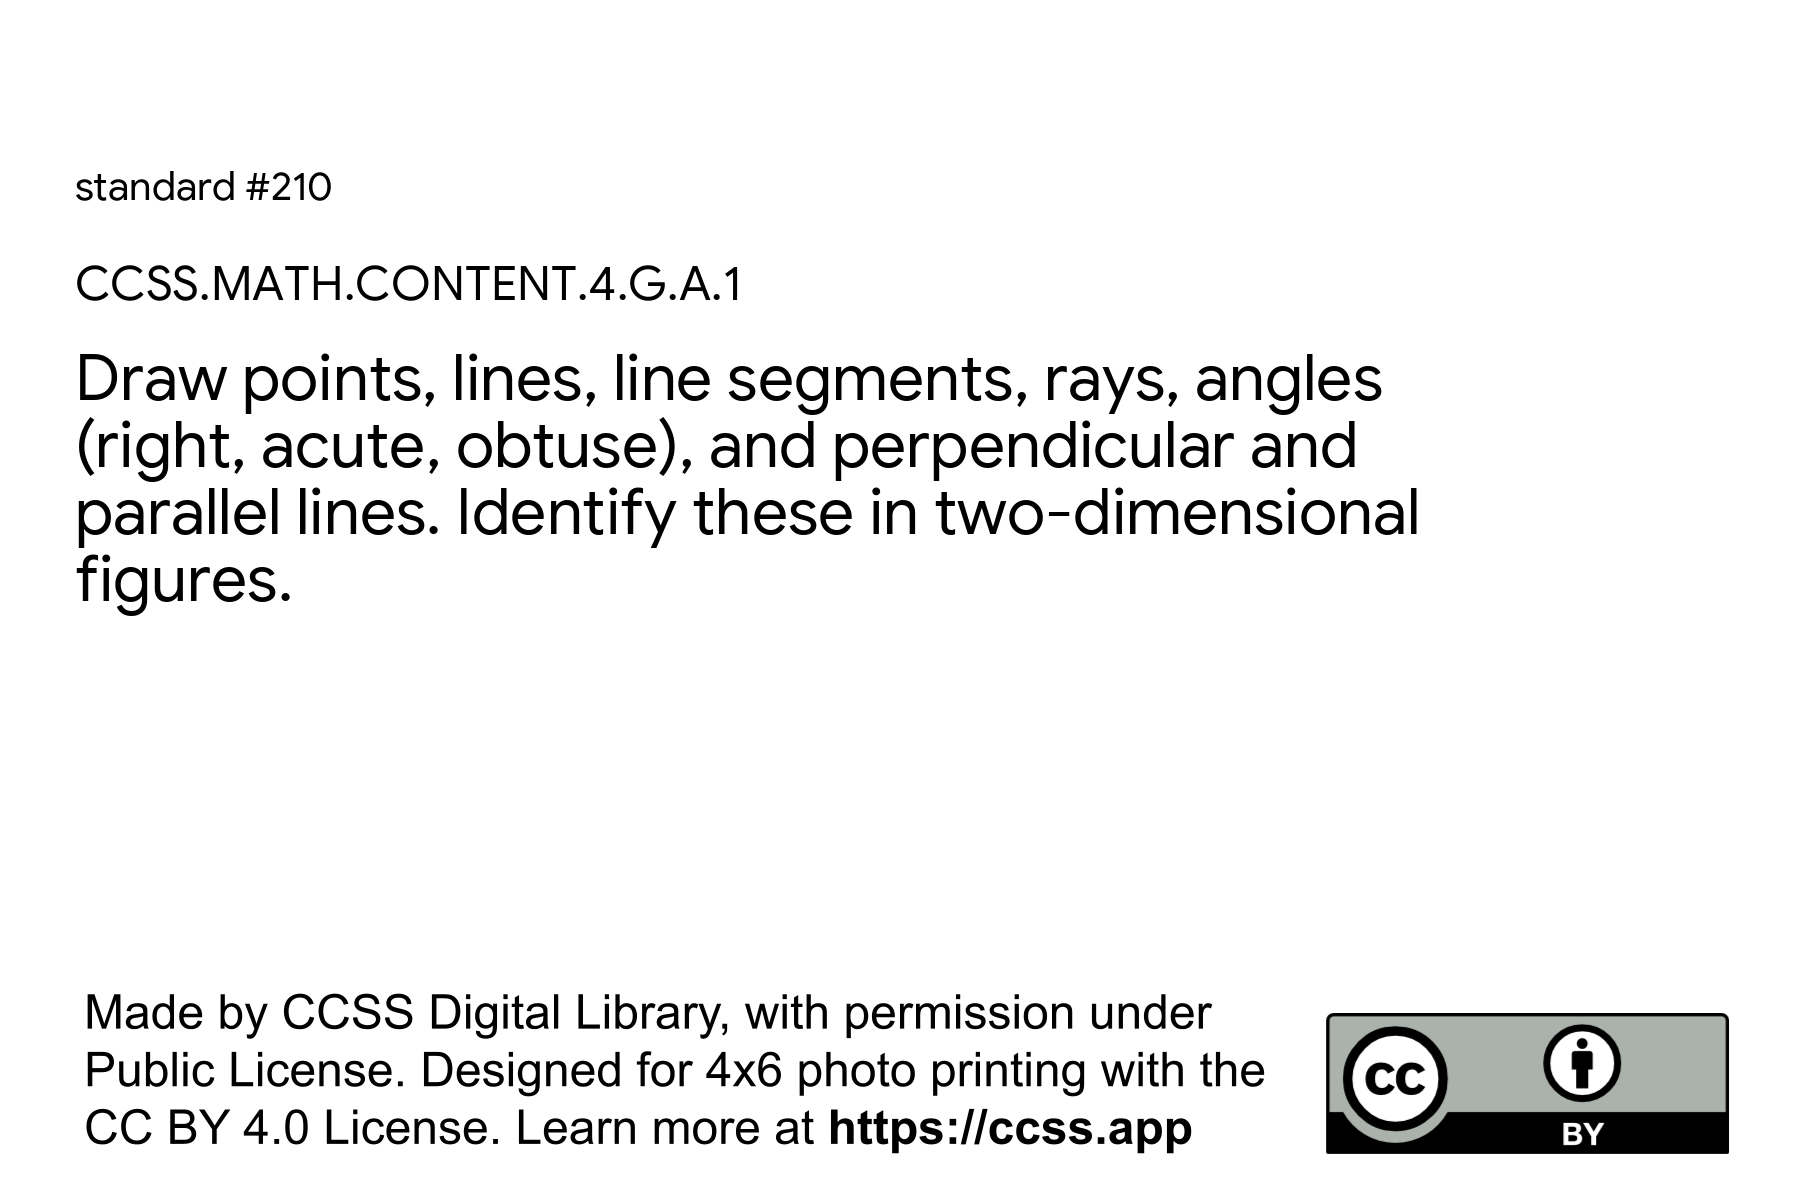 standard #210
CCSS.MATH.CONTENT.4.G.A.1
Draw points, lines, line segments, rays, angles
(right, acute, obtuse), and perpendicular and
parallel lines. Identify these in two-dimensional
figures.
Made by CCSS Digital Library, with permission under
Public License. Designed for 4x6 photo printing with the
CC BY 4.0 License. Learn more at https://ccss.app
CC
BY